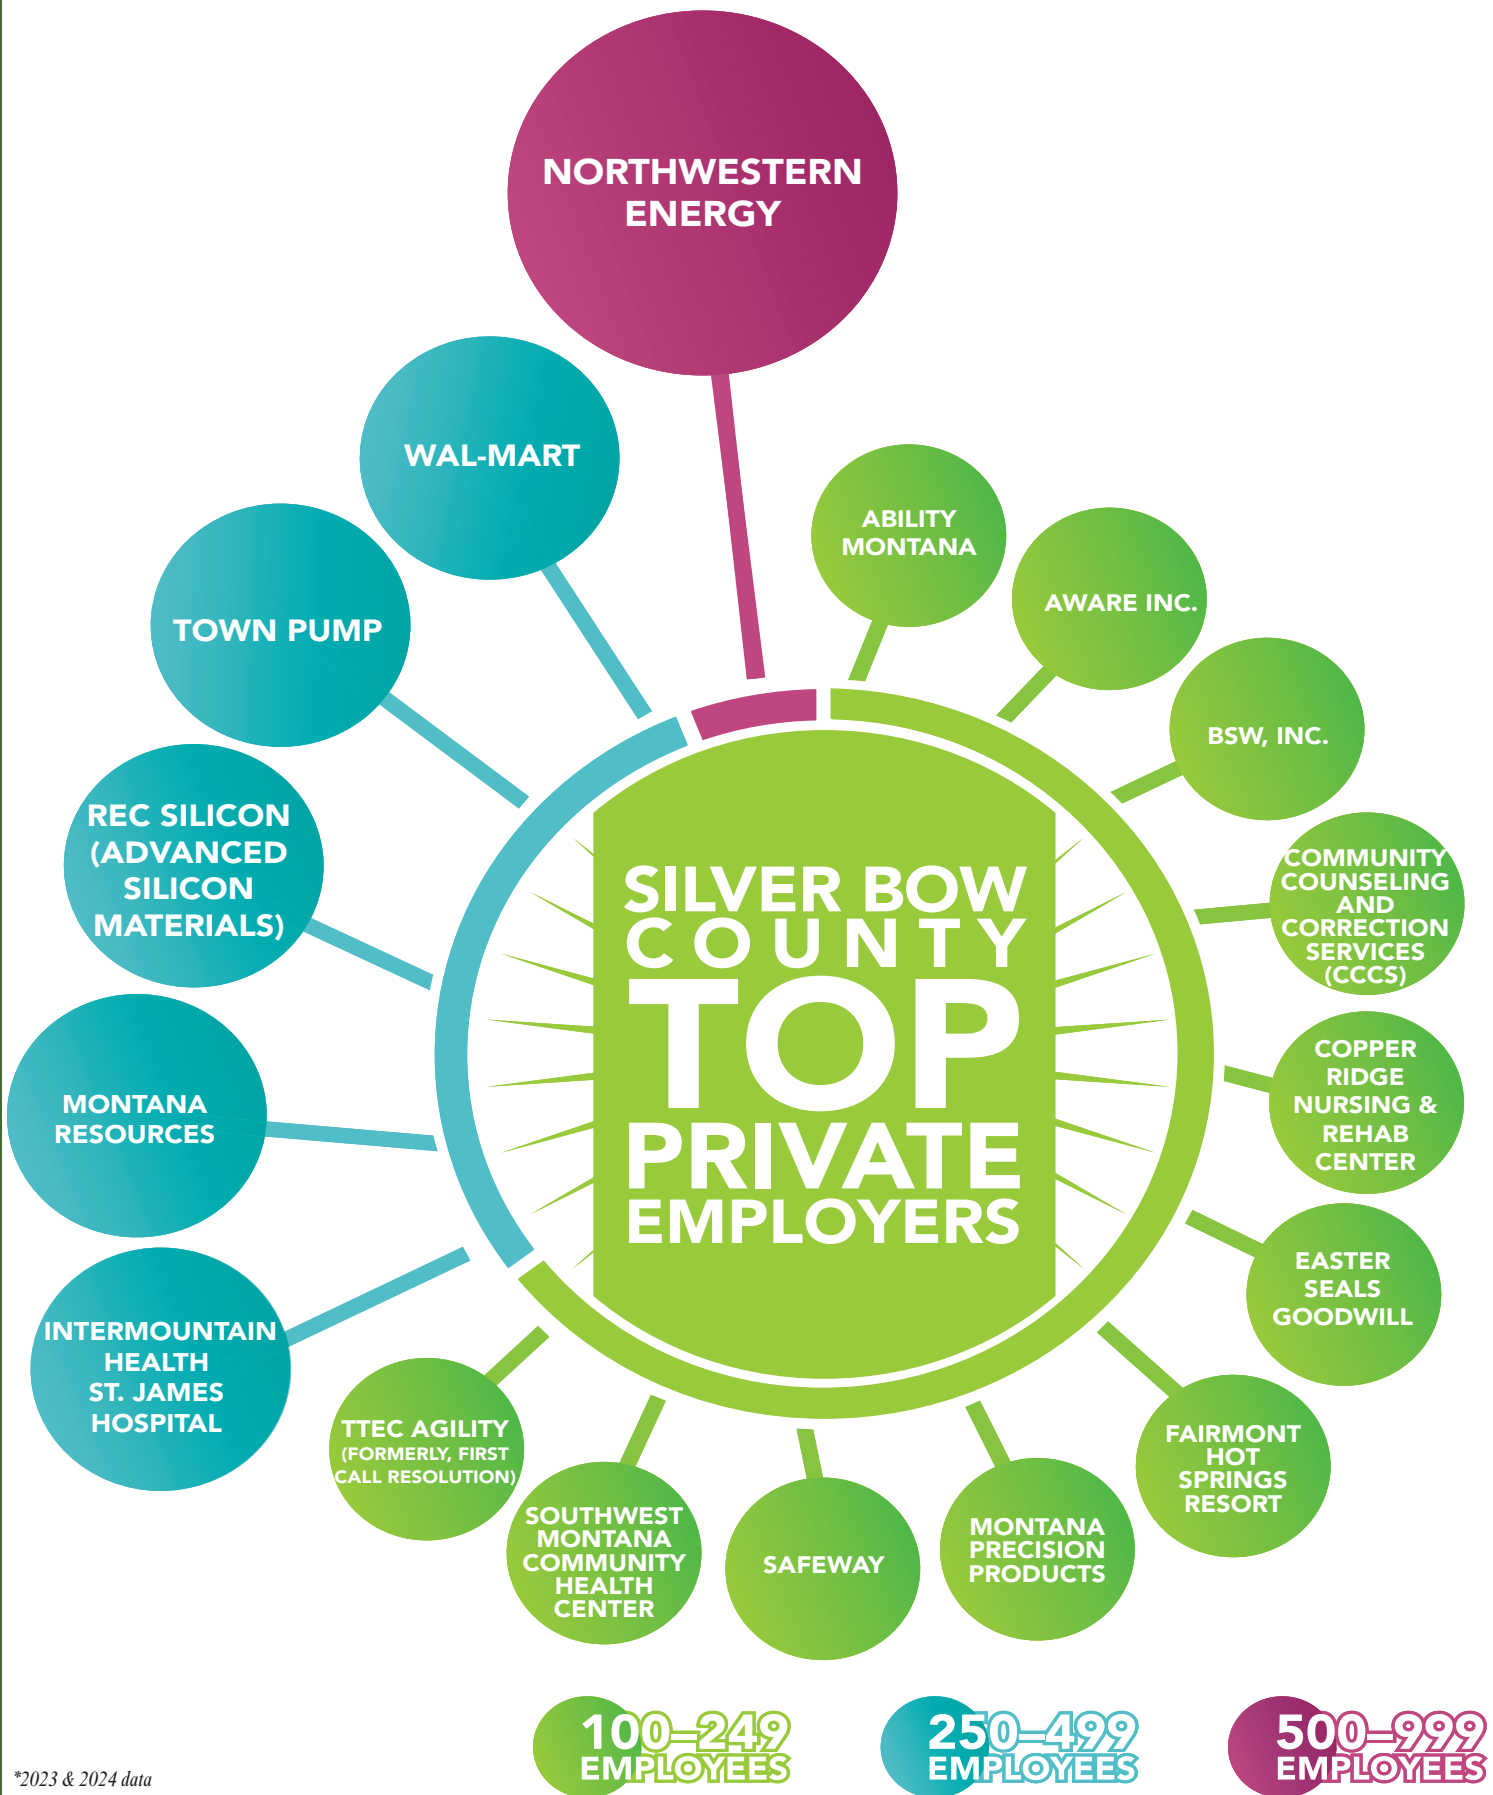 NORTHWESTERN
ENERGY
WAL-MART
TOWN PUMP
REC SILICON
(ADVANCED
SILICON
MATERIALS)
MONTANA
RESOURCES
INTERMOUNTAIN
HEALTH
ST. JAMES
HOSPITAL
ABILITY
MONTANA
AWARE INC.
BSW, INC.
COMMUNITY
COUNSELING
AND
CORRECTION
SERVICES
(CCCS)
COPPER
RIDGE
NURSING &
REHAB
CENTER
EASTER
SEALS
GOODWILL
FAIRMONT
HOT
SPRINGS
RESORT
MONTANA
PRECISION
PRODUCTS
SAFEWAY
SOUTHWEST
MONTANA
COMMUNITY
HEALTH
CENTER
TTEC AGILITY
(FORMERLY, FIRST
CALL RESOLUTION)
SILVER BOW
COUNTY
TOP
PRIVATE
EMPLOYERS
100–249
EMPLOYEES
250–499
EMPLOYEES
500–999
EMPLOYEES
*2023 & 2024 data